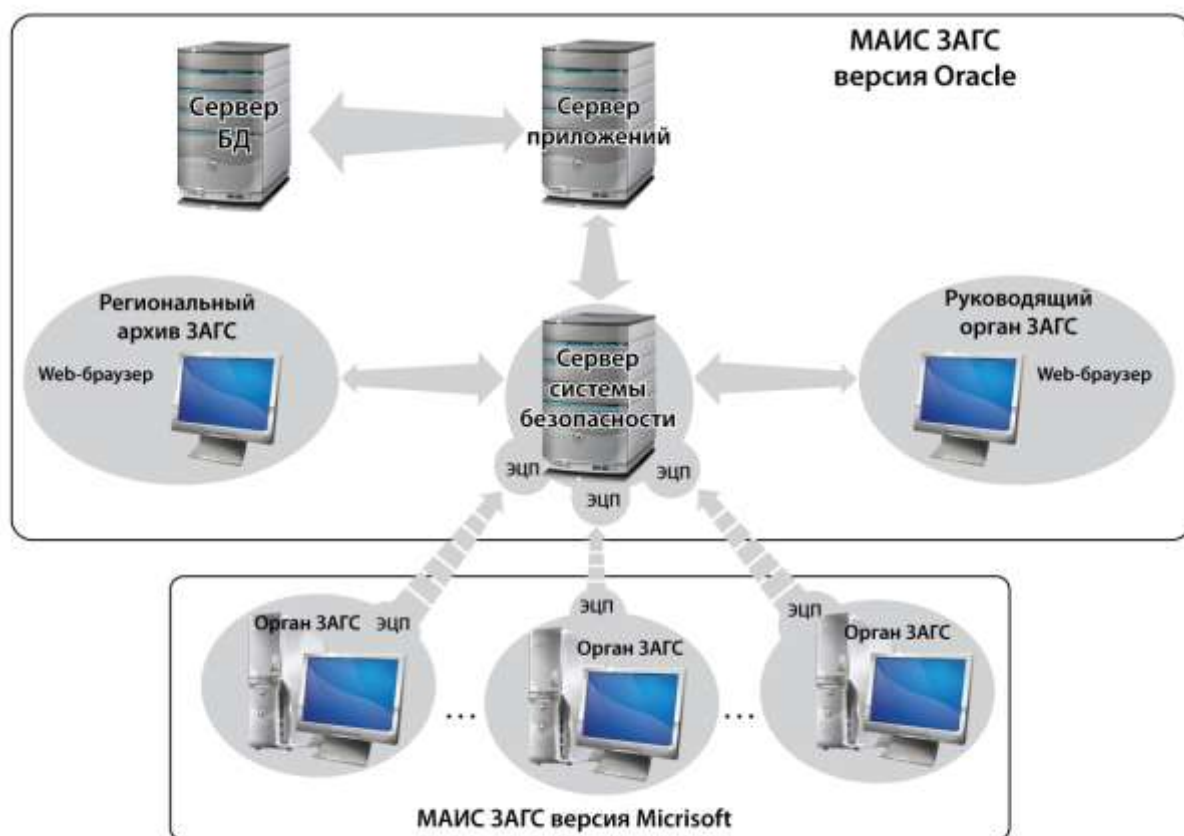 МАИС ЗАГС
версия Oracle
Сервер
БД
Сервер
приложений
Региональный
архив ЗАГС
Web-браузер
Сервер
системы
безопасности
Руководящий
орган ЗАГС
Web-браузер
ЭЦП
ЭЦП
ЭЦП
Орган ЗАГС
ЭЦП
ЭЦП
Орган ЗАГС
ЭЦП
Орган ЗАГС
...
...
МАИС ЗАГС версия Micrisoft